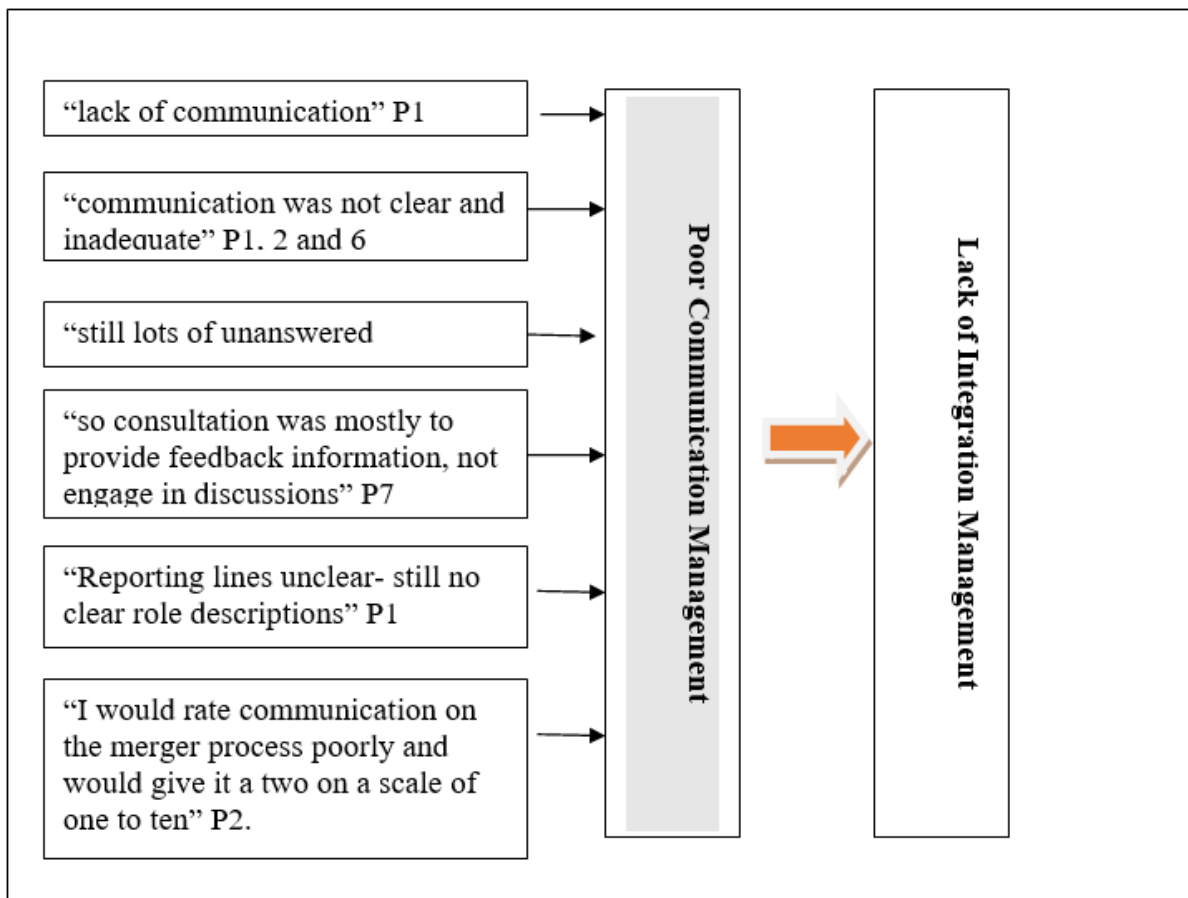 “lack of communication” P1
“communication was not clear and
inadequate” P1, 2 and 6
“still lots of unanswered
“so consultation was mostly to
provide feedback information, not
engage in discussions” P7
“Reporting lines unclear- still no
clear role descriptions” P1
“I would rate communication on
the merger process poorly and
would give it a two on a scale of
one to ten” P2.
Poor Communication Management
Lack of Integration Management